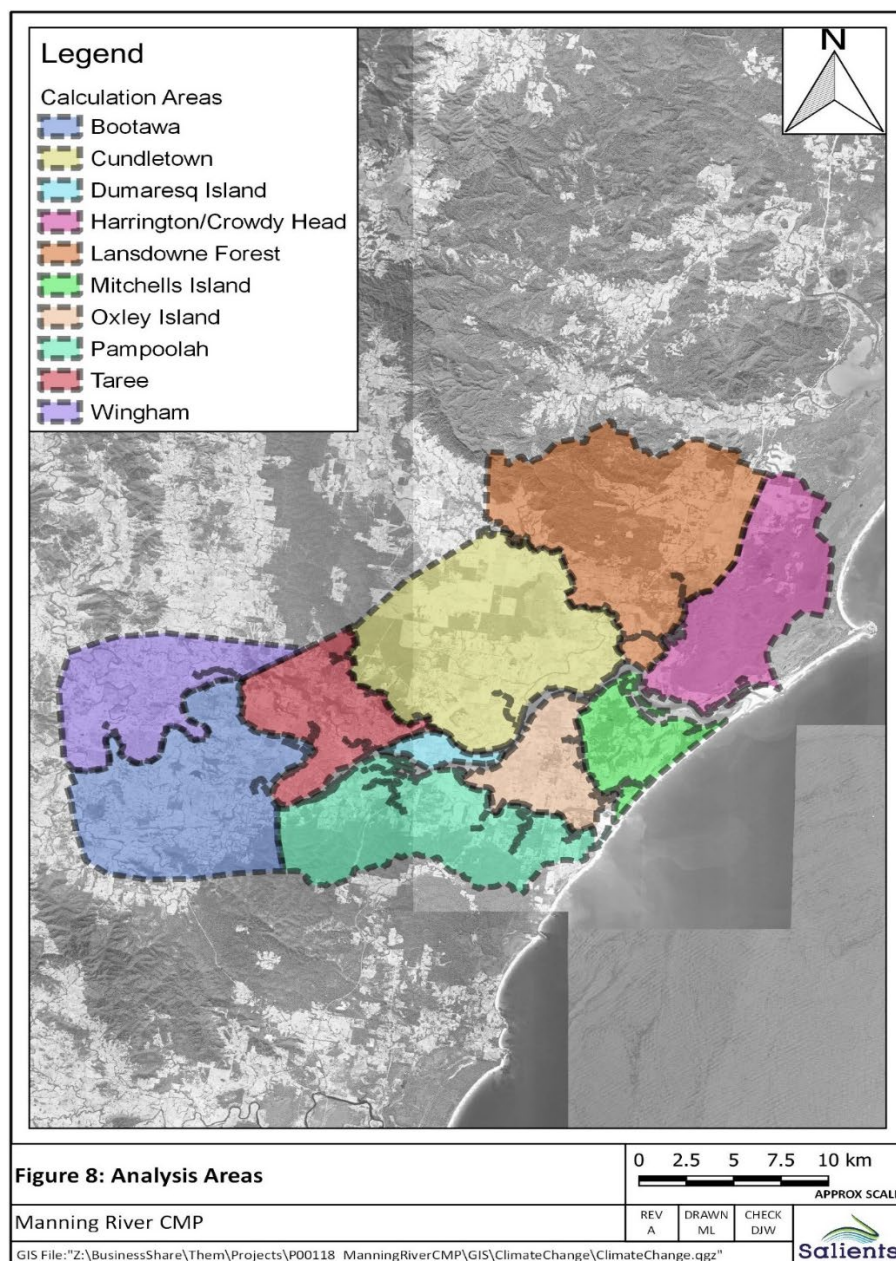 Legend
Calculation Areas
Bootawa
Cundletown
Dumaresq Island
Harrington/Crowdy Head
Lansdowne Forest
Mitchells Island
Oxley Island
Pampoolah
Taree
Wingham
N
Figure 8: Analysis Areas
0 2.5 5 7.5 10 km
APPROX SCALE
Manning River CMP
REV A
DRAWN ML
CHECK DJW
Salients
GIS File:"Z:\BusinessShare\Them\Projects\P00118_ManningRiverCMP\GIS\ClimateChange\ClimateChange.qgz"